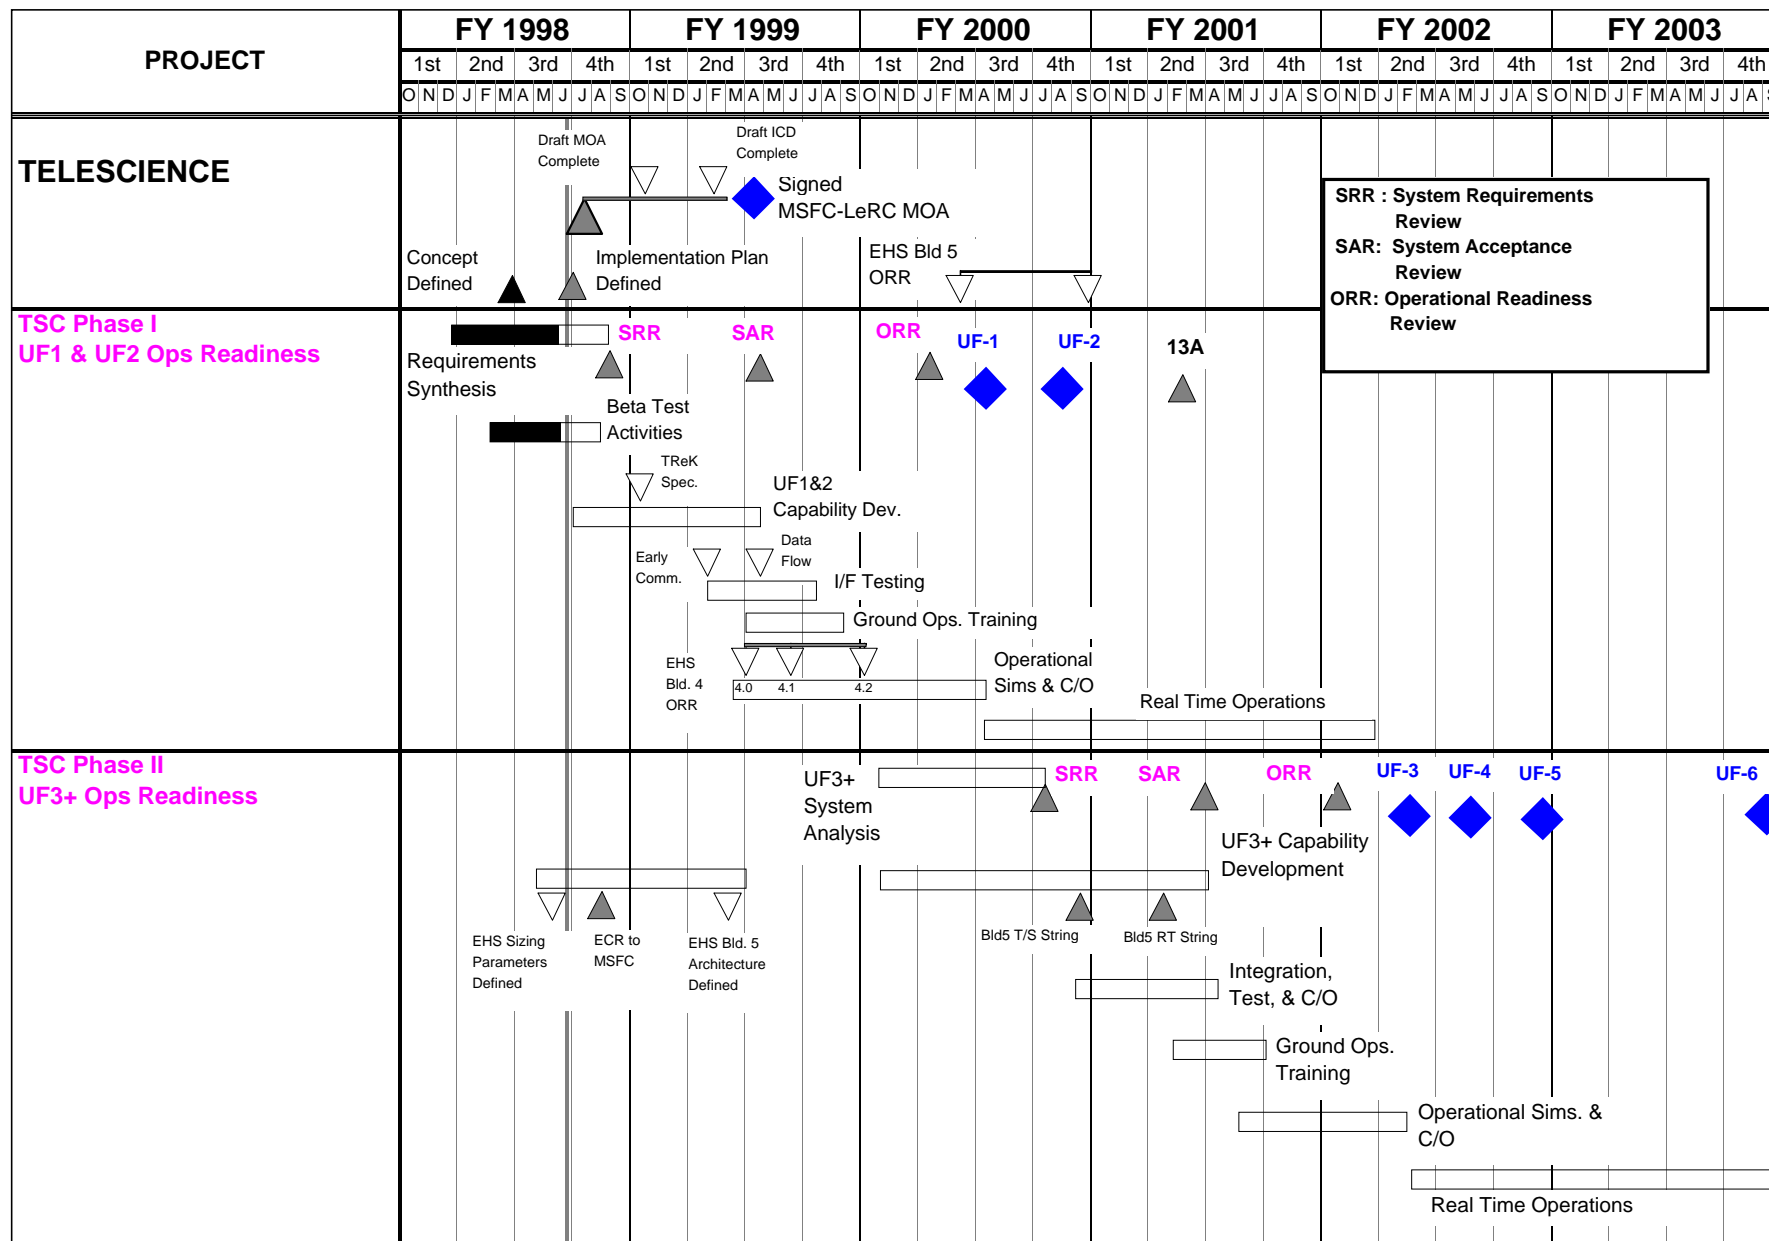 PROJECT
FY 1998 FY 1999 FY 2000 FY 2001 FY 2002 FY 2003
1st 2nd 3rd 4th 1st 2nd 3rd 4th 1st 2nd 3rd 4th 1st 2nd 3rd 4th 1st 2nd 3rd 4th 1st 2nd 3rd 4th
O N D J F M A M J J A S O N D J F M A M J J A S O N D J F M A M J J A S O N D J F M A M J J A S O N D J F M A M J J A S O N D J F M A M J J A S
TELESCIENCE
Draft MOA
Complete
Draft ICD
Complete
Signed
MSFC-LeRC MOA
Concept
Defined
Implementation Plan
Defined
EHS Bld 5
ORR
SRR : System Requirements
Review
SAR: System Acceptance
Review
ORR: Operational Readiness
Review
TSC Phase I
UF1 & UF2 Ops Readiness
SRR
SAR
ORR
UF-1
UF-2
13A
Requirements
Synthesis
Beta Test
Activities
TReK
Spec.
UF1&2
Capability Dev.
Early
Comm.
Data
Flow
I/F Testing
Ground Ops. Training
EHS
Bld. 4
ORR
4.0 4.1 4.2
Operational
Sims & C/O
Real Time Operations
TSC Phase II
UF3+ Ops Readiness
UF3+
System
Analysis
SRR
SAR
ORR
UF-3
UF-4
UF-5
UF-6
UF3+ Capability
Development
EHS Sizing
Parameters
Defined
ECR to
MSFC
EHS Bld. 5
Architecture
Defined
Bld5 T/S String
Bld5 RT String
Integration,
Test, & C/O
Ground Ops.
Training
Operational Sims. &
C/O
Real Time Operations